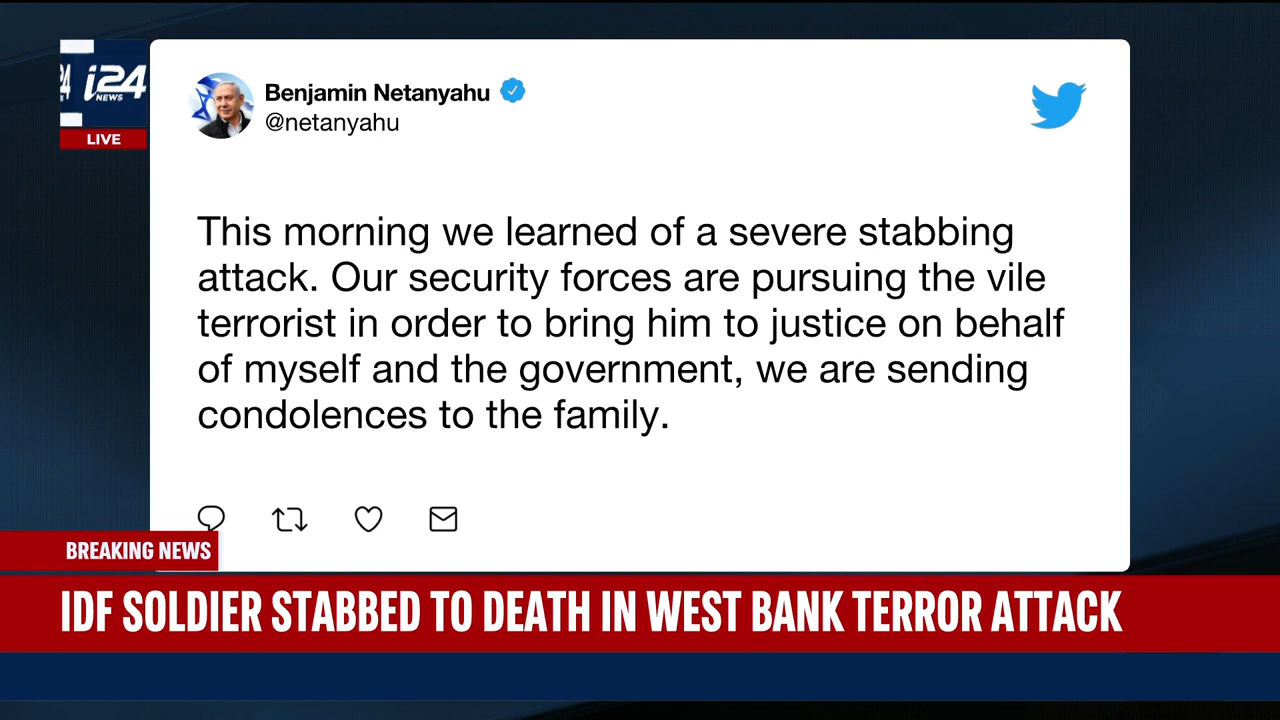 24
i24
NEWS
LIVE
Benjamin Netanyahu
@netanyahu
This morning we learned of a severe stabbing
attack. Our security forces are pursuing the vile
terrorist in order to bring him to justice on behalf
of myself and the government, we are sending
condolences to the family.
BREAKING NEWS
IDF SOLDIER STABBED TO DEATH IN WEST BANK TERROR ATTACK